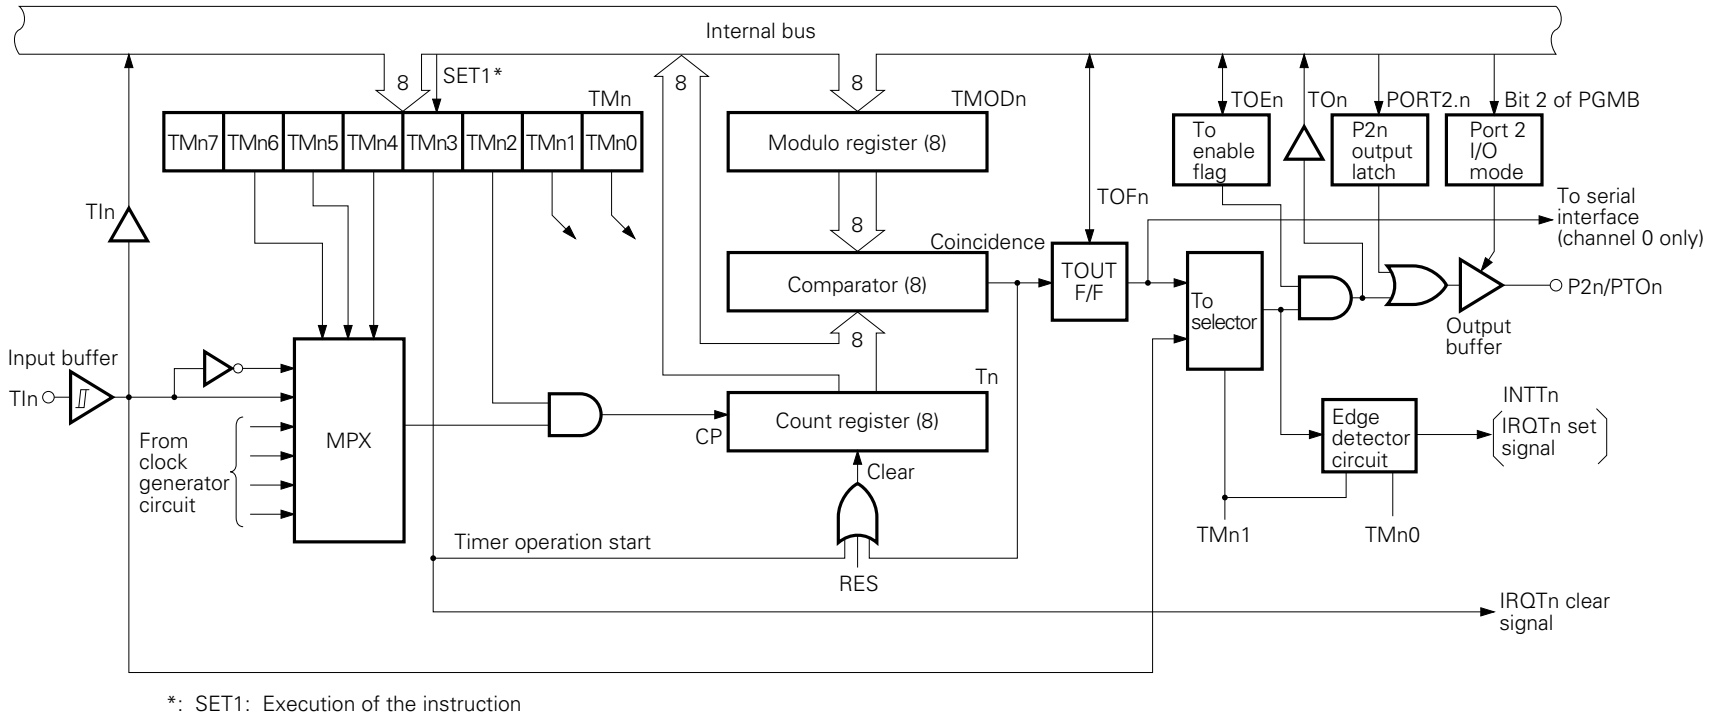 Internal bus
8
SET1*
8
8
TMn
TMODn
TOEn
TOn
PORT2.n
Bit 2 of PGMB
TMn7
TMn6
TMn5
TMn4
TMn3
TMn2
TMn1
TMn0
Modulo register (8)
To
enable
flag
P2n
output
latch
Port 2
I/O
mode
TIn
TOFn
To serial
interface
(channel 0 only)
8
Coincidence
Comparator (8)
TOUT
F/F
To
selector
P2n/PTOn
Output
buffer
8
Input buffer
TIn
Tn
Count register (8)
CP
MPX
From
clock
generator
circuit
Clear
Edge
detector
circuit
INTTn
IRQTn set
signal
TMn1
TMn0
Timer operation start
RES
IRQTn clear
signal
*: SET1: Execution of the instruction